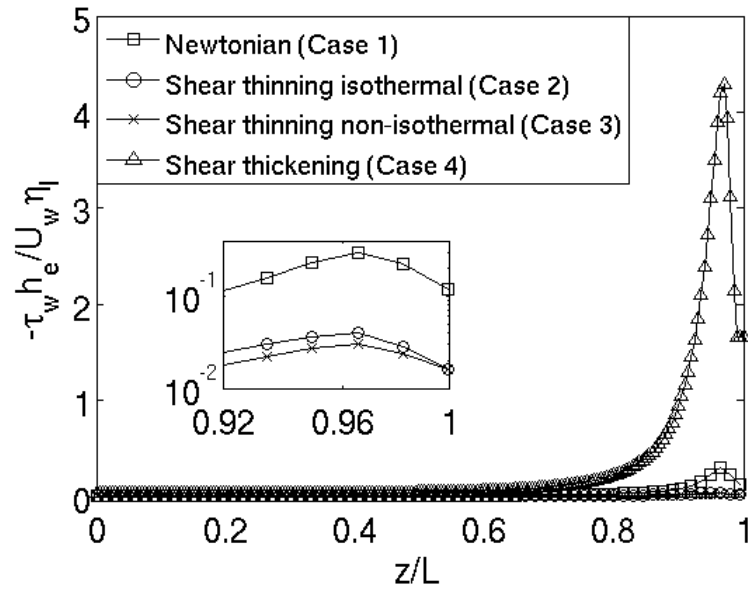 5
4
3
2
1
0
-τ_w h_e/U_w η_l
Newtonian (Case 1)
Shear thinning isothermal (Case 2)
Shear thinning non-isothermal (Case 3)
Shear thickening (Case 4)
10^-1
10^-2
0.92 0.96 1
0 0.2 0.4 0.6 0.8 1
z/L